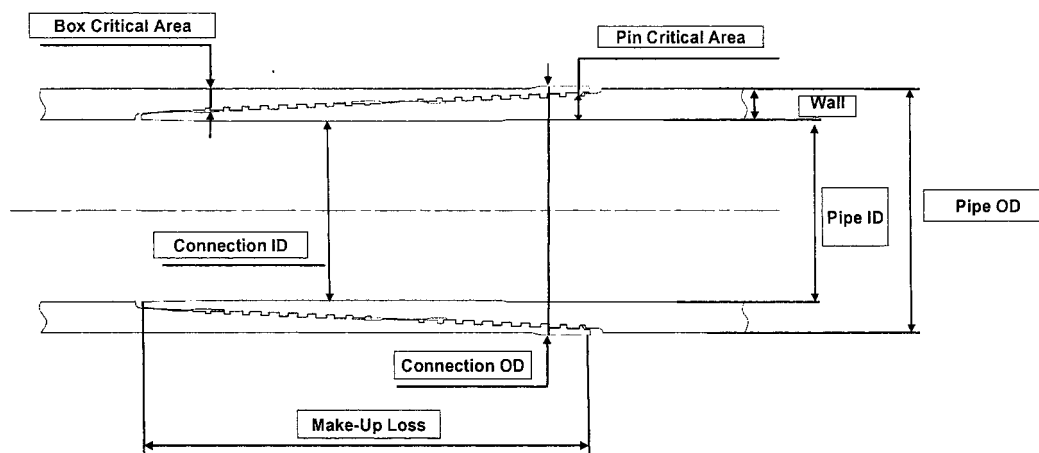 Box Critical Area
Pin Critical Area
Wall
Pipe ID
Pipe OD
Connection ID
Connection OD
Make-Up Loss